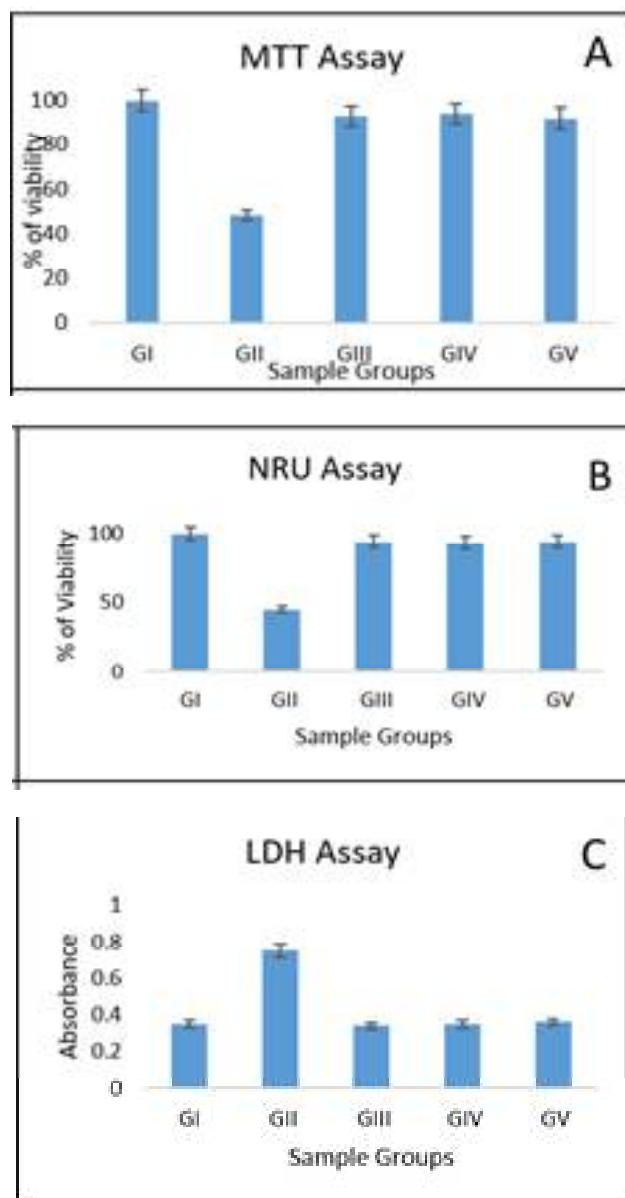 MTT Assay
A
% of viability
100
80
60
40
20
0
GI GII GIII GIV GV
Sample Groups
NRU Assay
B
% of Viability
100
50
0
GI GII GIII GIV GV
Sample Groups
LDH Assay
C
Absorbance
1
0.8
0.6
0.4
0.2
0
GI GII GIII GIV GV
Sample Groups